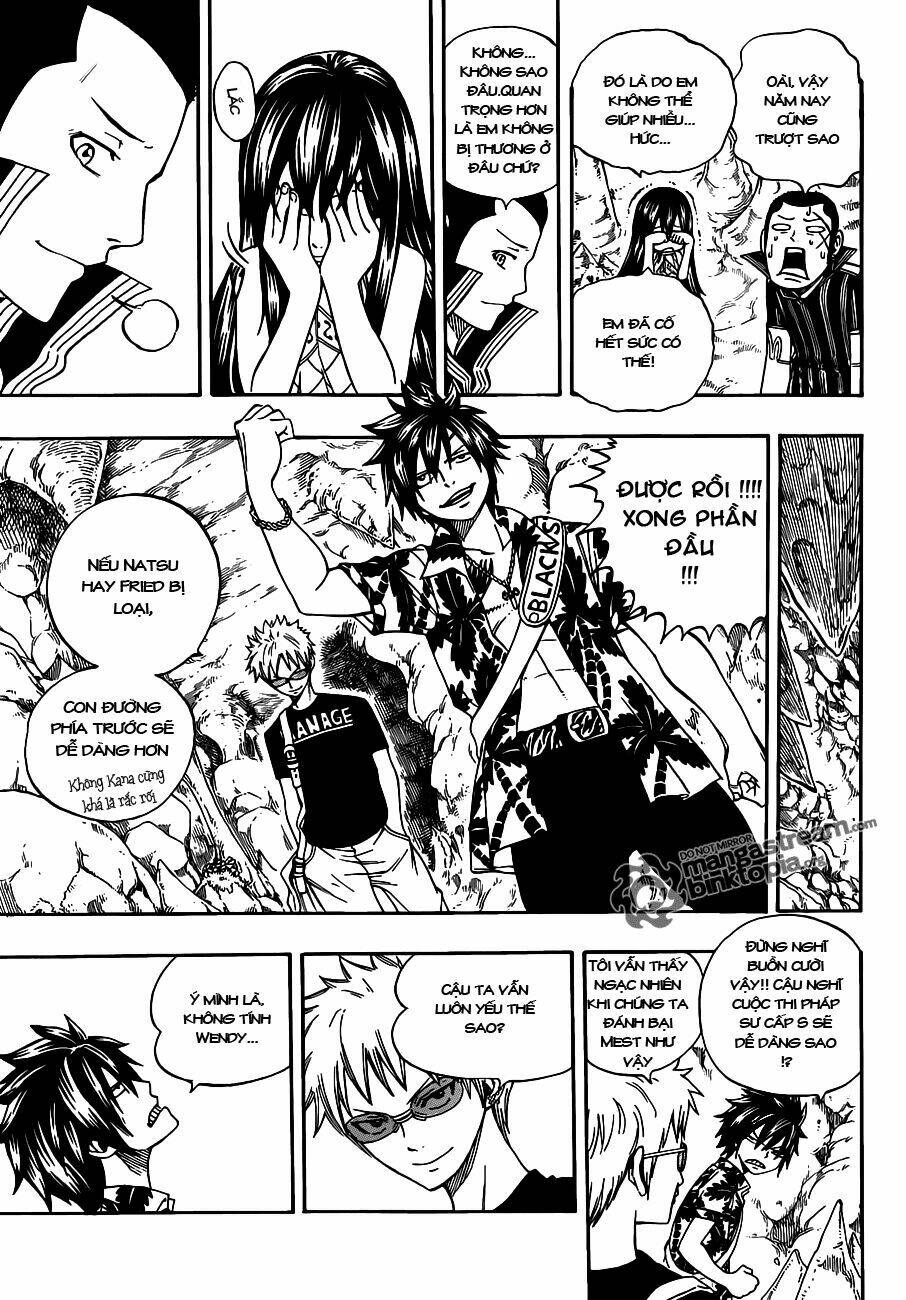 OÀI, VẬY
NĂM NAY
CŨNG
TRƯỢT SAO
ĐÓ LÀ DO EM
KHÔNG THỂ
GIÚP NHIỀU...
HỨC...
EM ĐÃ CỐ
HẾT SỨC CÓ
THỂ!
KHÔNG...
KHÔNG SAO
ĐÂU.QUAN
TRỌNG HƠN
LÀ EM KHÔNG
BỊ THƯƠNG Ở
ĐÂU CHỨ?
LẮC
ĐƯỢC RỒI !!!!
XONG PHẦN
ĐẦU
!!!
BLACKS
AWAGE
NẾU NATSU
HAY FRIED BỊ
LOẠI,
CON ĐƯỜNG
PHÍA TRƯỚC SẼ
DỄ DÀNG HƠN
Không Kana cũng
khá là rắc rối
DO NOT MIRROR
mangastream.com
binktopia.org
ĐỪNG NGHĨ
BUỒN CƯỜI
VẬY!! CẬU NGHĨ
CUỘC THI PHÁP
SƯ CẤP S SẼ
DỄ DÀNG SAO
!?
TÔI VẪN THẤY
NGẠC NHIÊN
KHI CHÚNG TA
ĐÁNH BẠI
MEST NHƯ
VẬY
CẬU TA VẪN
LUÔN YẾU THẾ
SAO?
Ý MÌNH LÀ,
KHÔNG TÍNH
WENDY...